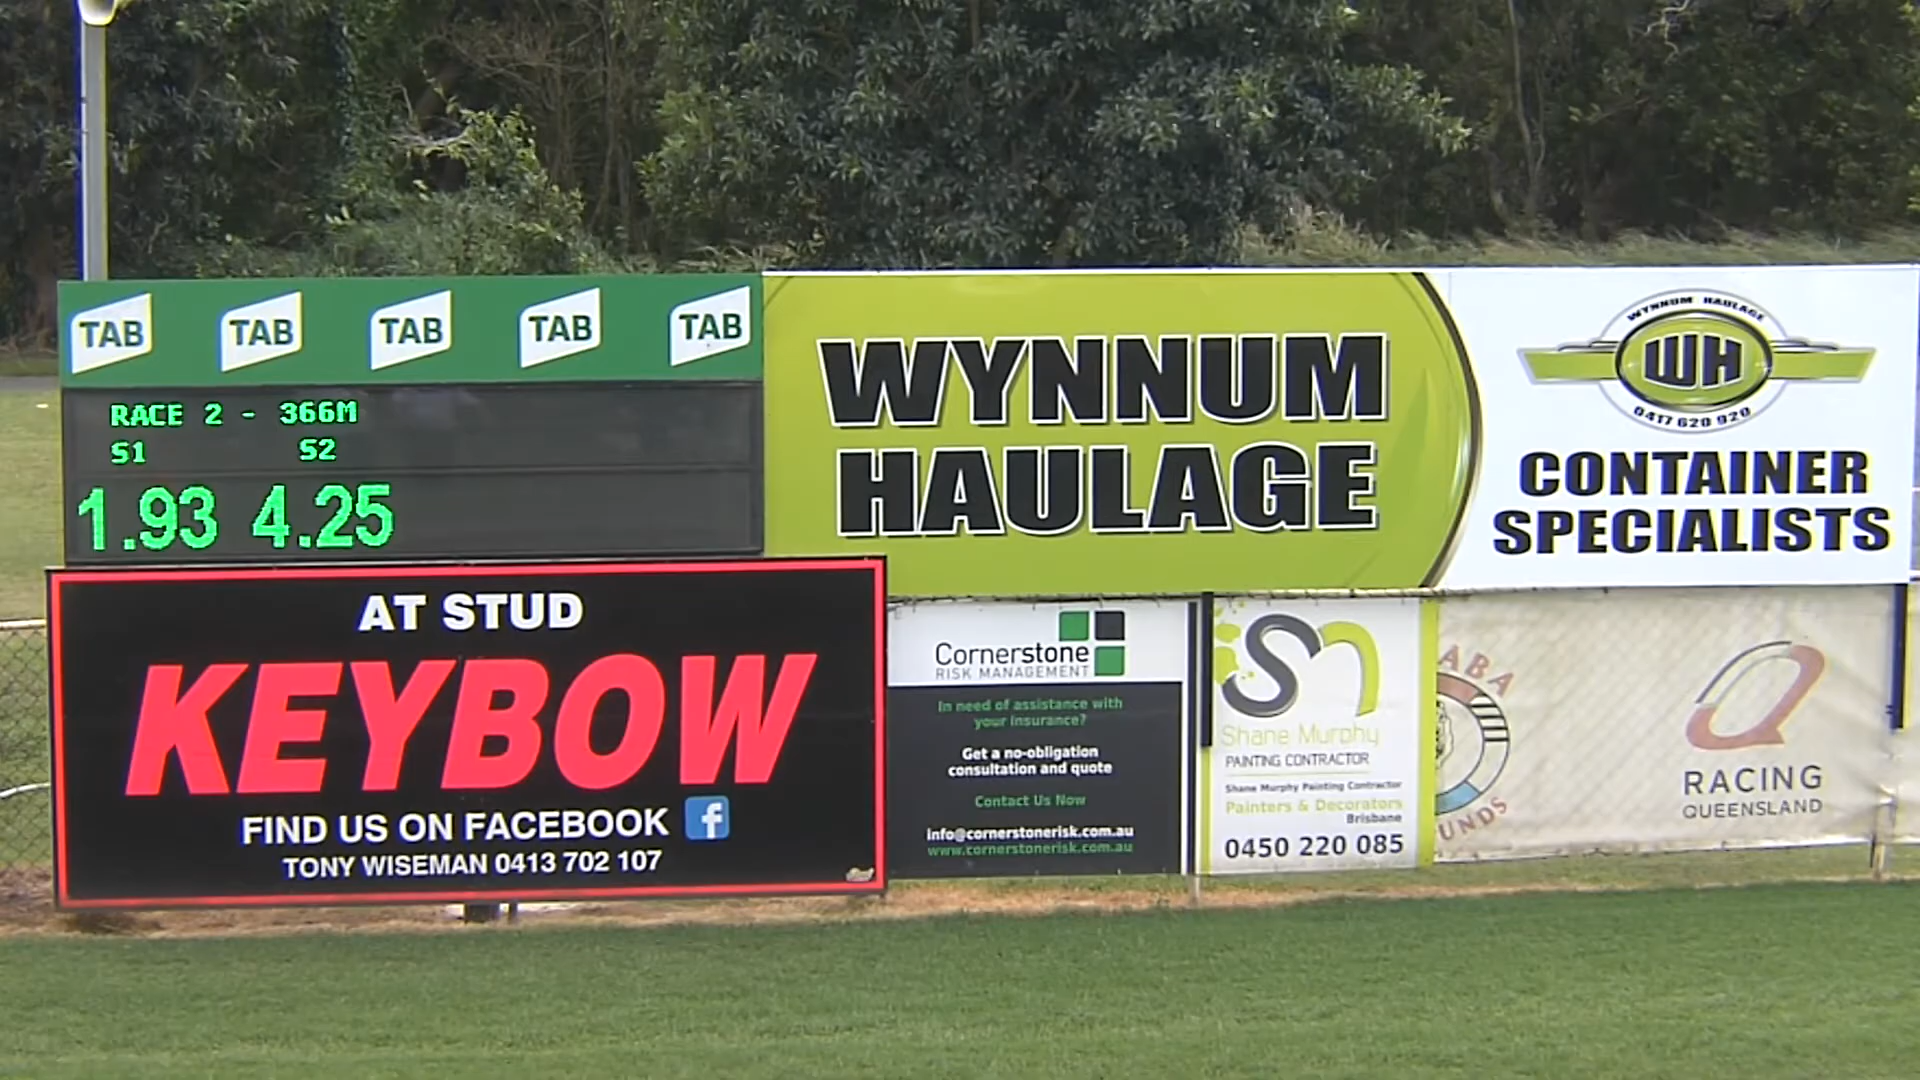 TAB TAB TAB TAB TAB
RACE 2 - 366M
S1 S2
1.93 4.25
WYNNUM
HAULAGE
WYNNUM HAULAGE
WH
0417 620 920
CONTAINER
SPECIALISTS
AT STUD
KEYBOW
FIND US ON FACEBOOK f
TONY WISEMAN 0413 702 107
Cornerstone
RISK MANAGEMENT
In need of assistance with
your insurance?
Get a no-obligation
consultation and quote
Contact Us Now
info@cornerstonerisk.com.au
www.cornerstonerisk.com.au
Shane Murphy
PAINTING CONTRACTOR
Shane Murphy Painting Contractor
Painters & Decorators
Brisbane
0450 220 085
ABA
UNDS
RACING
QUEENSLAND